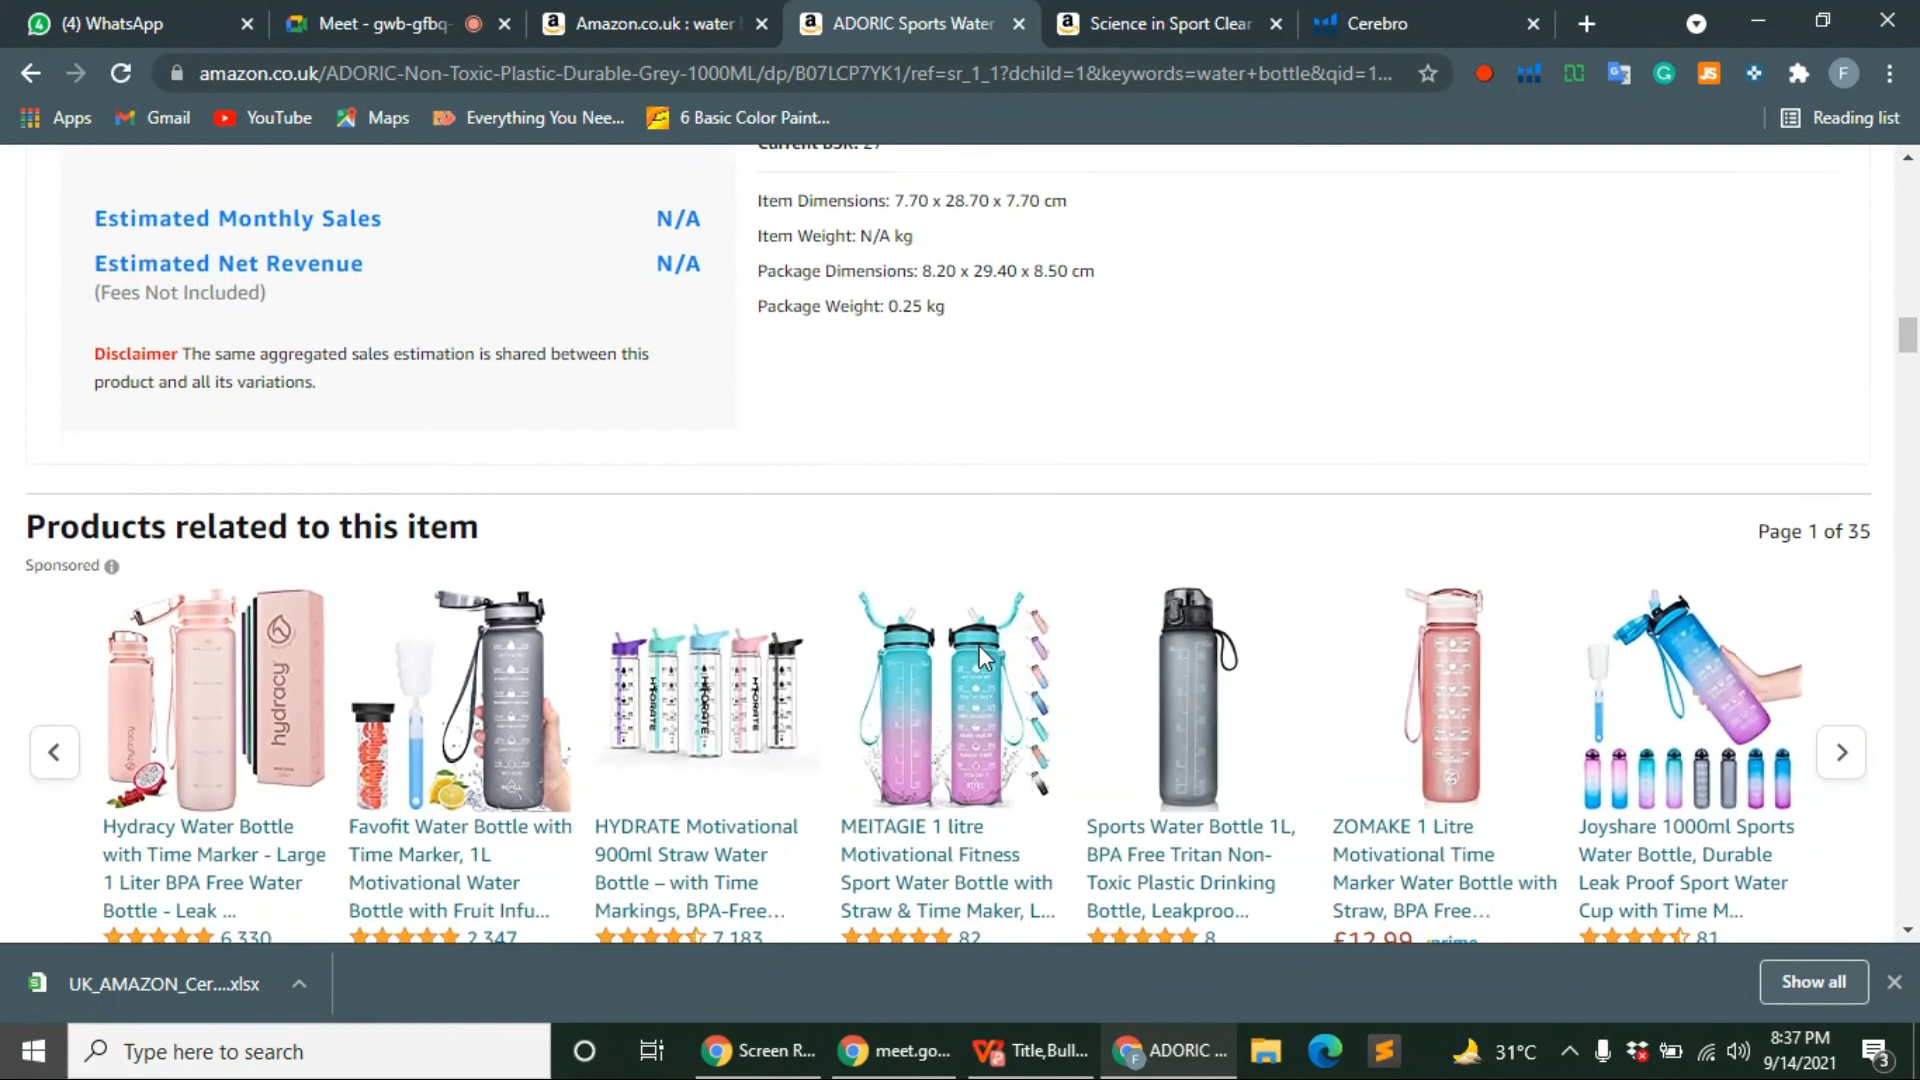 (4) WhatsApp
Meet - gwb-gfbq-
Amazon.co.uk : water
ADORIC Sports Water
Science in Sport Clear
Cerebro
amazon.co.uk/ADORIC-Non-Toxic-Plastic-Durable-Grey-1000ML/dp/B07LCP7YK1/ref=sr_1_1?dchild=1&keywords=water+bottle&qid=1...
F
Apps
Gmail
YouTube
Maps
Everything You Nee...
6 Basic Color Paint...
Reading list
Current BSR: 27
Estimated Monthly Sales N/A
Estimated Net Revenue N/A
(Fees Not Included)
Disclaimer The same aggregated sales estimation is shared between this
product and all its variations.
Item Dimensions: 7.70 x 28.70 x 7.70 cm
Item Weight: N/A kg
Package Dimensions: 8.20 x 29.40 x 8.50 cm
Package Weight: 0.25 kg
Products related to this item
Page 1 of 35
Sponsored
hydracy
HYDRATE
Hydracy Water Bottle
with Time Marker - Large
1 Liter BPA Free Water
Bottle - Leak ...
6,330
Favofit Water Bottle with
Time Marker, 1L
Motivational Water
Bottle with Fruit Infu...
2,347
HYDRATE Motivational
900ml Straw Water
Bottle – with Time
Markings, BPA-Free...
7,183
MEITAGIE 1 litre
Motivational Fitness
Sport Water Bottle with
Straw & Time Maker, L...
82
Sports Water Bottle 1L,
BPA Free Tritan Non-
Toxic Plastic Drinking
Bottle, Leakproo...
8
ZOMAKE 1 Litre
Motivational Time
Marker Water Bottle with
Straw, BPA Free...
£12.99 prime
Joyshare 1000ml Sports
Water Bottle, Durable
Leak Proof Sport Water
Cup with Time M...
81
UK_AMAZON_Cer....xlsx
Show all
Type here to search
Screen R...
meet.go...
Title,Bull...
ADORIC ...
31°C
8:37 PM
9/14/2021
3